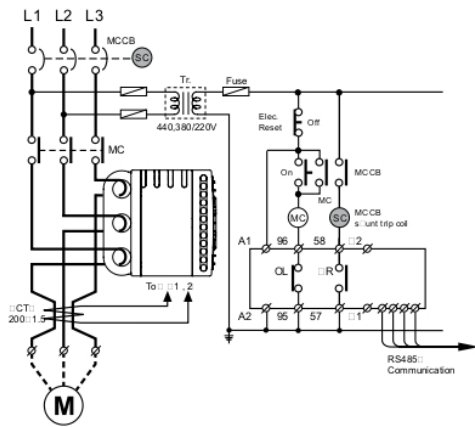 L1 L2 L3
MCCB
SC
Tr.
Fuse
440,380/220V
Elec.
Reset
Off
MC
On
MC
MCCB
MC
SC
MCCB
s□unt trip coil
A1 96 58 □2
To □ □1 , 2
OL
□R
□CT□
200□1.5
A2 95 57 □1
RS485□
Communication
M